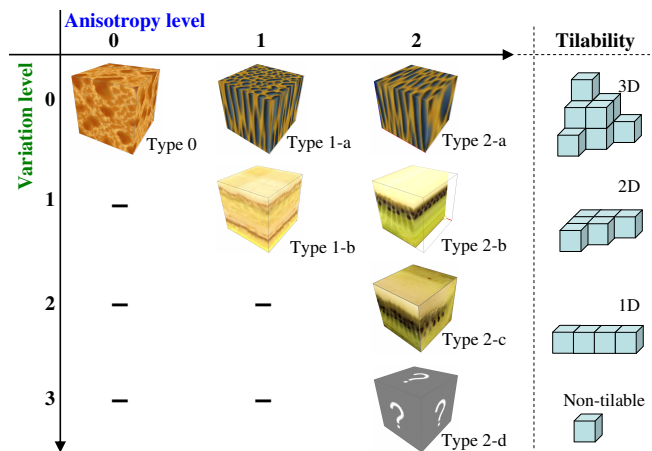 Anisotropy level
0 1 2 Tilability
Variation level
0
3D
Type 0 Type 1-a Type 2-a
1
2D
–
Type 1-b Type 2-b
2
1D
– –
Type 2-c
3
– –
Non-tilable
? ? ?
Type 2-d